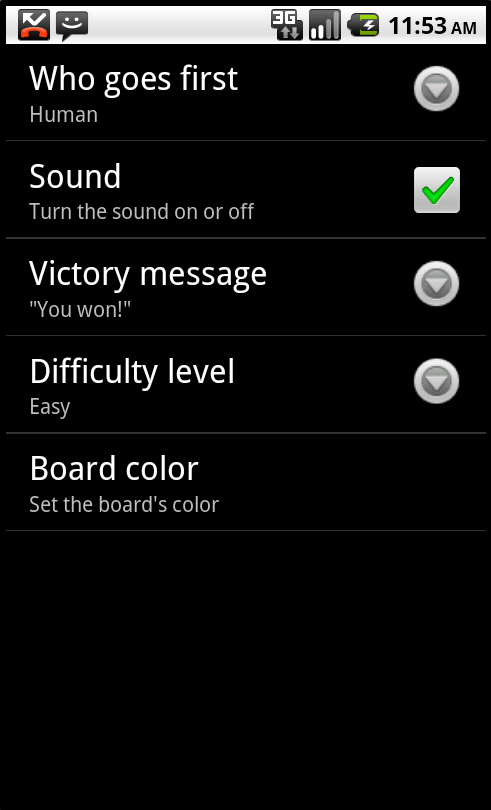 3G
11:53 AM
Who goes first
Human
Sound
Turn the sound on or off
Victory message
"You won!"
Difficulty level
Easy
Board color
Set the board's color